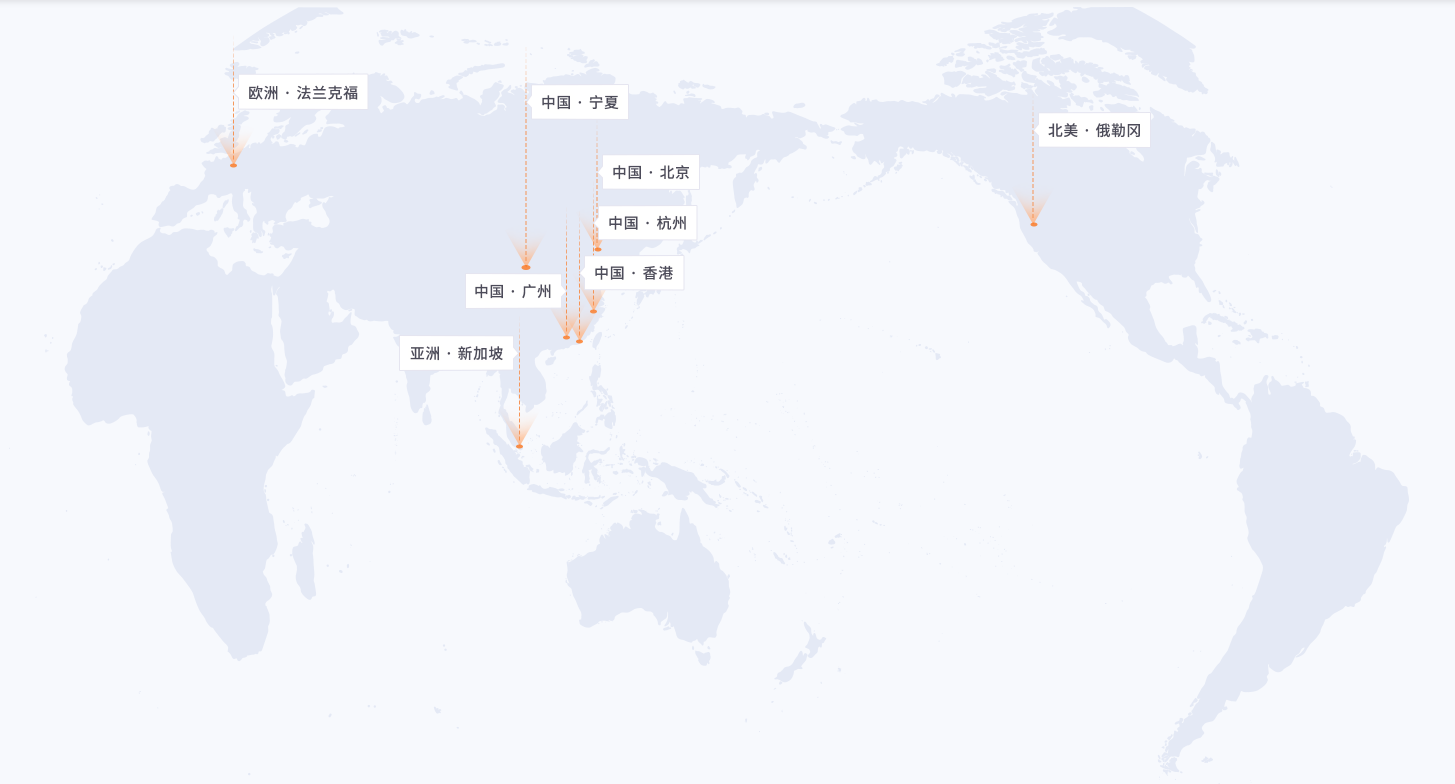 欧洲 · 法兰克福
中国 · 宁夏
北美 · 俄勒冈
中国 · 北京
中国 · 杭州
中国 · 香港
中国 · 广州
亚洲 · 新加坡